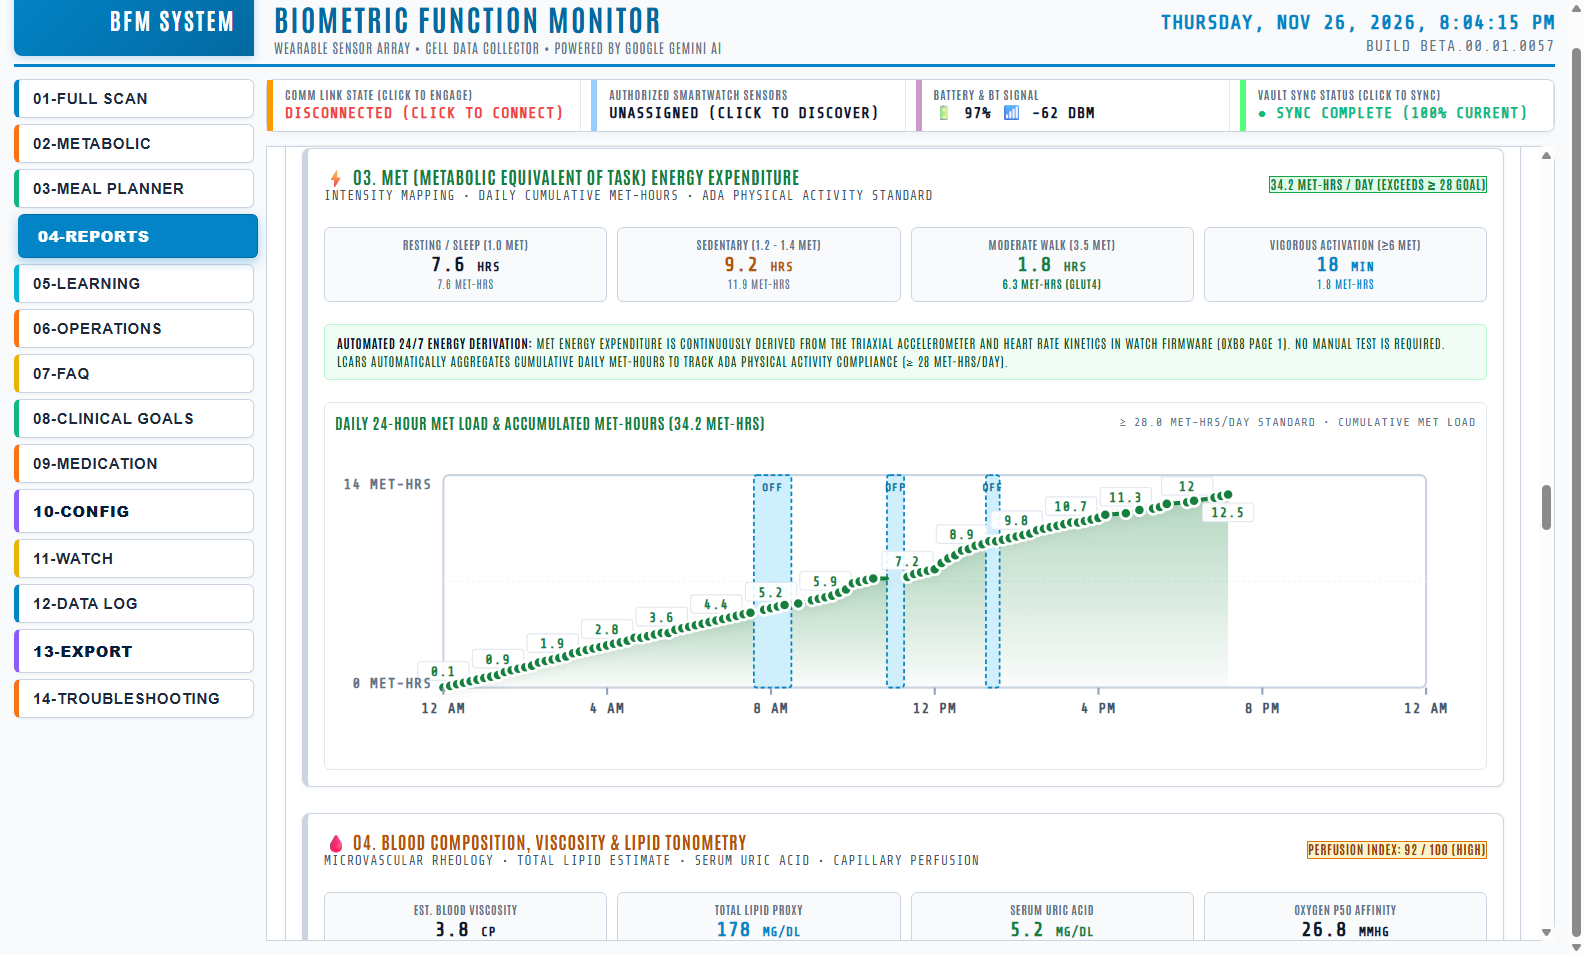 BFM SYSTEM
BIOMETRIC FUNCTION MONITOR
WEARABLE SENSOR ARRAY • CELL DATA COLLECTOR • POWERED BY GOOGLE GEMINI AI
THURSDAY, NOV 26, 2026, 8:04:15 PM
BUILD BETA.00.01.0057
01-FULL SCAN
02-METABOLIC
03-MEAL PLANNER
04-REPORTS
05-LEARNING
06-OPERATIONS
07-FAQ
08-CLINICAL GOALS
09-MEDICATION
10-CONFIG
11-WATCH
12-DATA LOG
13-EXPORT
14-TROUBLESHOOTING
COMM LINK STATE (CLICK TO ENGAGE)
DISCONNECTED (CLICK TO CONNECT)
AUTHORIZED SMARTWATCH SENSORS
UNASSIGNED (CLICK TO DISCOVER)
BATTERY & BT SIGNAL
🔋 97% 📶 -62 DBM
VAULT SYNC STATUS (CLICK TO SYNC)
● SYNC COMPLETE (100% CURRENT)
⚡ 03. MET (METABOLIC EQUIVALENT OF TASK) ENERGY EXPENDITURE
INTENSITY MAPPING · DAILY CUMULATIVE MET-HOURS · ADA PHYSICAL ACTIVITY STANDARD
34.2 MET-HRS / DAY (EXCEEDS ≥ 28 GOAL)
RESTING / SLEEP (1.0 MET)
7.6 HRS
7.6 MET-HRS
SEDENTARY (1.2 - 1.4 MET)
9.2 HRS
11.9 MET-HRS
MODERATE WALK (3.5 MET)
1.8 HRS
6.3 MET-HRS (GLUT4)
VIGOROUS ACTIVATION (≥6 MET)
18 MIN
1.8 MET-HRS
AUTOMATED 24/7 ENERGY DERIVATION: MET ENERGY EXPENDITURE IS CONTINUOUSLY DERIVED FROM THE TRIAXIAL ACCELEROMETER AND HEART RATE KINETICS IN WATCH FIRMWARE (0XB8 PAGE 1). NO MANUAL TEST IS REQUIRED.
LCARS AUTOMATICALLY AGGREGATES CUMULATIVE DAILY MET-HOURS TO TRACK ADA PHYSICAL ACTIVITY COMPLIANCE (≥ 28 MET-HRS/DAY).
DAILY 24-HOUR MET LOAD & ACCUMULATED MET-HOURS (34.2 MET-HRS)
≥ 28.0 MET-HRS/DAY STANDARD · CUMULATIVE MET LOAD
14 MET-HRS
0 MET-HRS
OFF
OFF
OFF
0.1
0.9
1.9
2.8
3.6
4.4
5.2
5.9
7.2
8.9
9.8
10.7
11.3
12
12.5
12 AM
4 AM
8 AM
12 PM
4 PM
8 PM
12 AM
🩸 04. BLOOD COMPOSITION, VISCOSITY & LIPID TONOMETRY
MICROVASCULAR RHEOLOGY · TOTAL LIPID ESTIMATE · SERUM URIC ACID · CAPILLARY PERFUSION
PERFUSION INDEX: 92 / 100 (HIGH)
EST. BLOOD VISCOSITY
3.8 CP
TOTAL LIPID PROXY
178 MG/DL
SERUM URIC ACID
5.2 MG/DL
OXYGEN P50 AFFINITY
26.8 MMHG